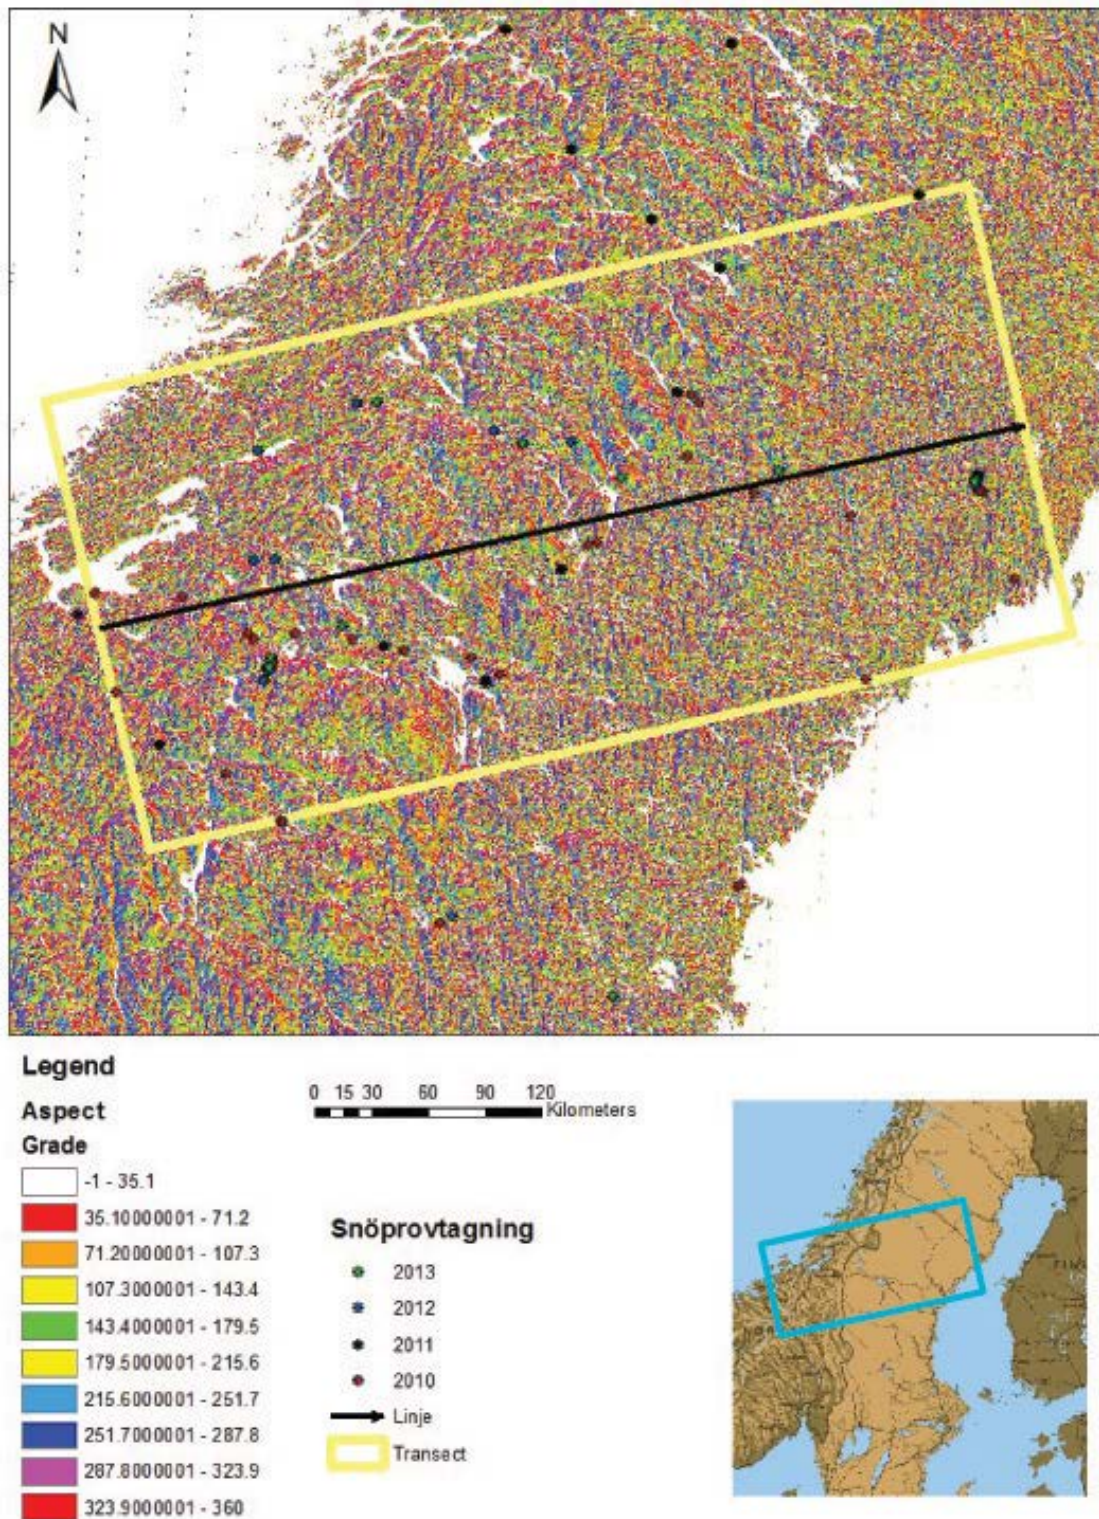 N
Legend
Aspect
Grade
-1 - 35.1
35.10000001 - 71.2
71.20000001 - 107.3
107.3000001 - 143.4
143.4000001 - 179.5
179.5000001 - 215.6
215.6000001 - 251.7
251.7000001 - 287.8
287.8000001 - 323.9
323.9000001 - 360
0 15 30 60 90 120
Kilometers
Snöprovtagning
2013
2012
2011
2010
Linje
Transect